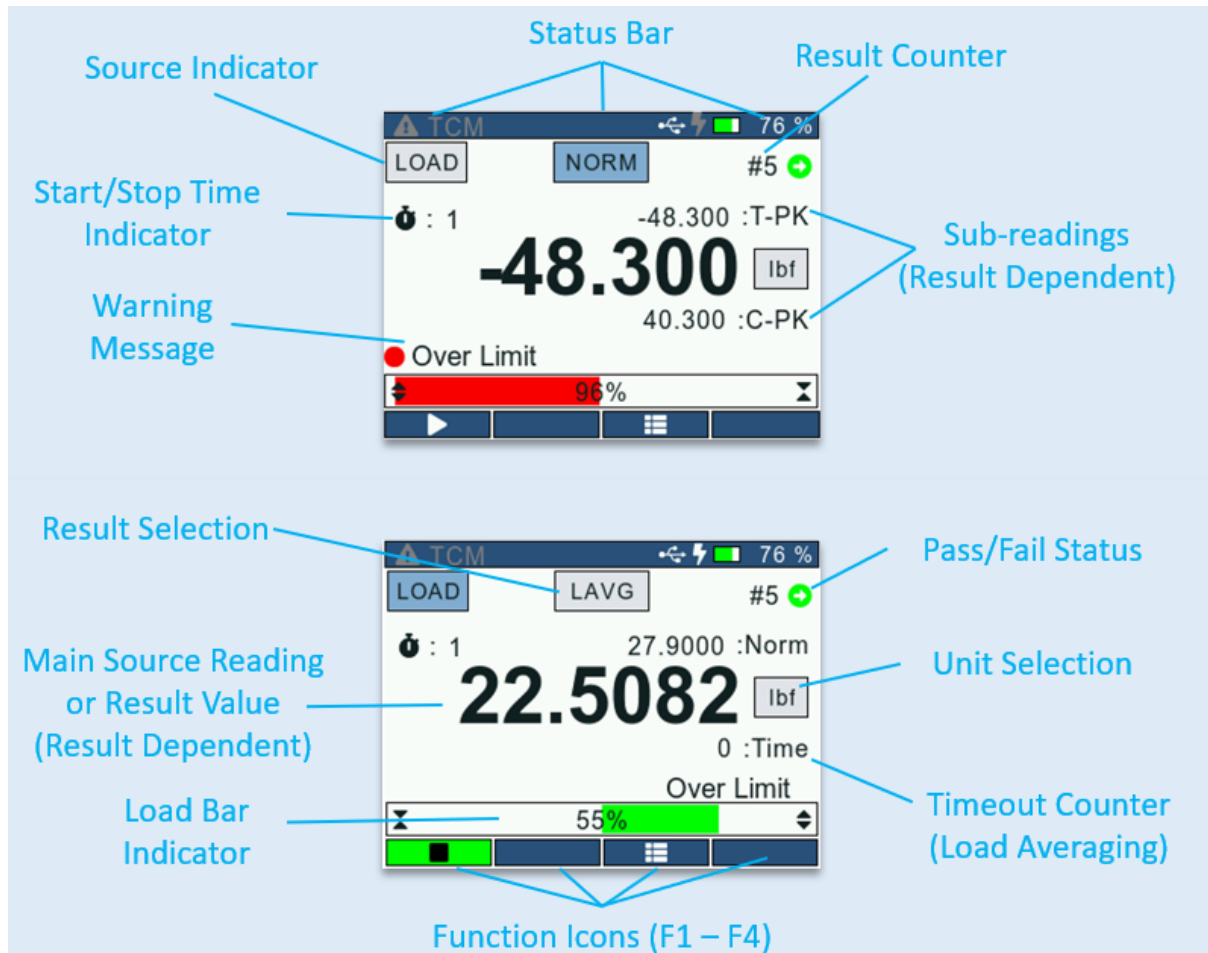 Status Bar
Source Indicator
Result Counter
TCM 76 %
LOAD NORM #5
Start/Stop Time
Indicator
: 1 -48.300 :T-PK
-48.300 lbf
Sub-readings
(Result Dependent)
40.300 :C-PK
Warning
Message
Over Limit
96%
Result Selection
Pass/Fail Status
TCM 76 %
LOAD LAVG #5
: 1 27.9000 :Norm
Main Source Reading
or Result Value
(Result Dependent)
22.5082 lbf
Unit Selection
0 :Time
Over Limit
Load Bar
Indicator
55%
Timeout Counter
(Load Averaging)
Function Icons (F1 – F4)